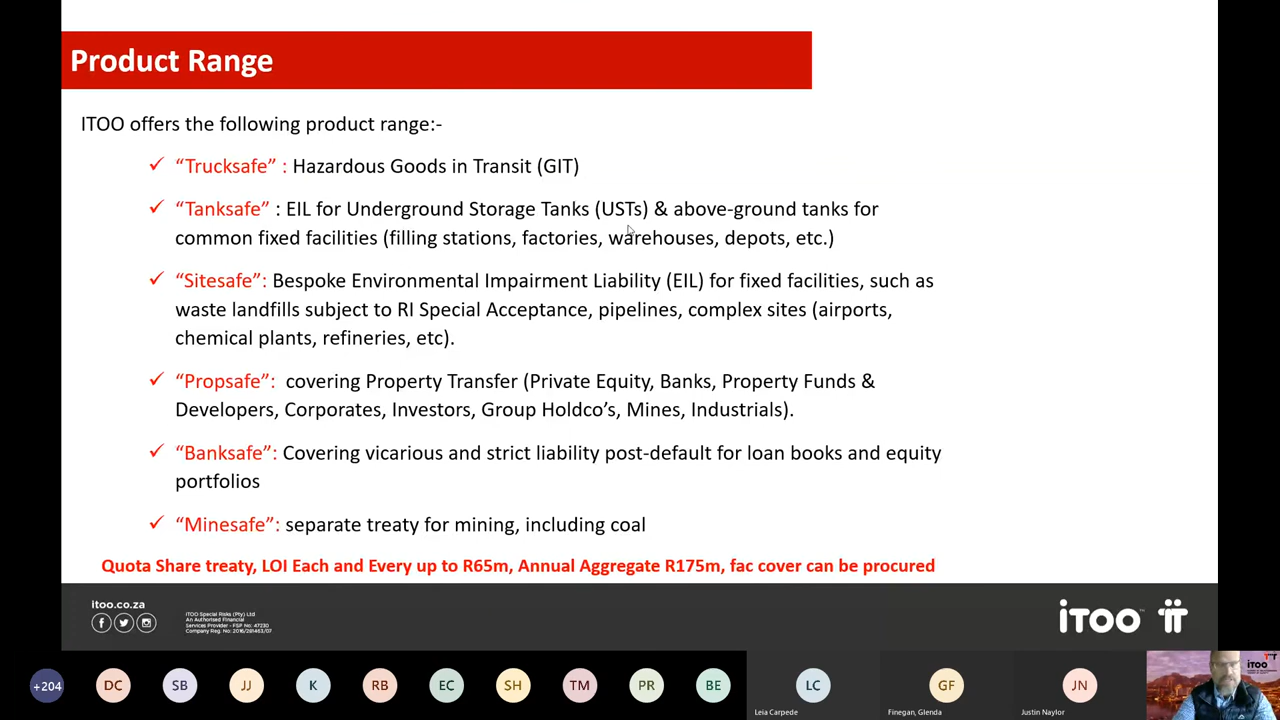 Product Range
ITOO offers the following product range:-
✓ “Trucksafe” : Hazardous Goods in Transit (GIT)
✓ “Tanksafe” : EIL for Underground Storage Tanks (USTs) & above-ground tanks for
common fixed facilities (filling stations, factories, warehouses, depots, etc.)
✓ “Sitesafe”: Bespoke Environmental Impairment Liability (EIL) for fixed facilities, such as
waste landfills subject to RI Special Acceptance, pipelines, complex sites (airports,
chemical plants, refineries, etc).
✓ “Propsafe”: covering Property Transfer (Private Equity, Banks, Property Funds &
Developers, Corporates, Investors, Group Holdco’s, Mines, Industrials).
✓ “Banksafe”: Covering vicarious and strict liability post-default for loan books and equity
portfolios
✓ “Minesafe”: separate treaty for mining, including coal
Quota Share treaty, LOI Each and Every up to R65m, Annual Aggregate R175m, fac cover can be procured
itoo.co.za
ITOO Special Risks (Pty) Ltd
An Authorised Financial
Services Provider - FSP No: 47230
Company Reg. No: 2016/281463/07
iTOO
+204
DC
SB
JJ
K
RB
EC
SH
TM
PR
BE
LC
Leia Carpede
GF
Finegan, Glenda
JN
Justin Naylor
iTOO